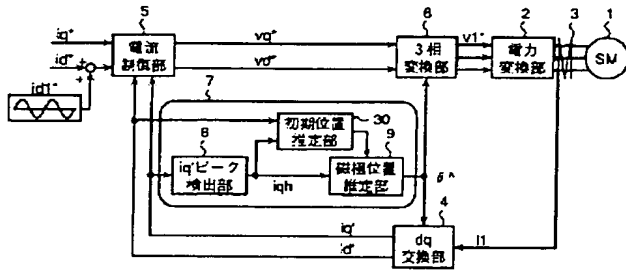 5
6
2
3
1
iq*
id*
+
+
id1*
電流
制御部
vq*
vd*
3相
変換部
v1*
電力
変換部
SM
7
30
初期位置
推定部
8
9
iq'ピーク
検出部
iqh
磁極位置
推定部
δ^
4
iq'
id'
dq
変換部
I1